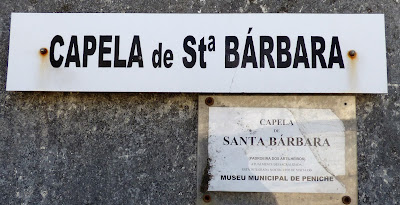 CAPELA de Stª BÁRBARA
CAPELA
DE
SANTA BÁRBARA
MUSEU MUNICIPAL DE PENICHE